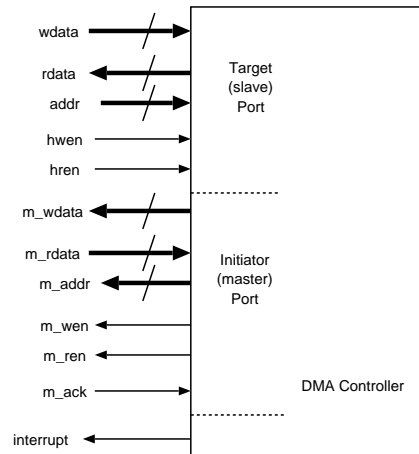 wdata
rdata
addr
hwen
hren
Target
(slave)
Port
m_wdata
m_rdata
m_addr
m_wen
m_ren
m_ack
Initiator
(master)
Port
DMA Controller
interrupt